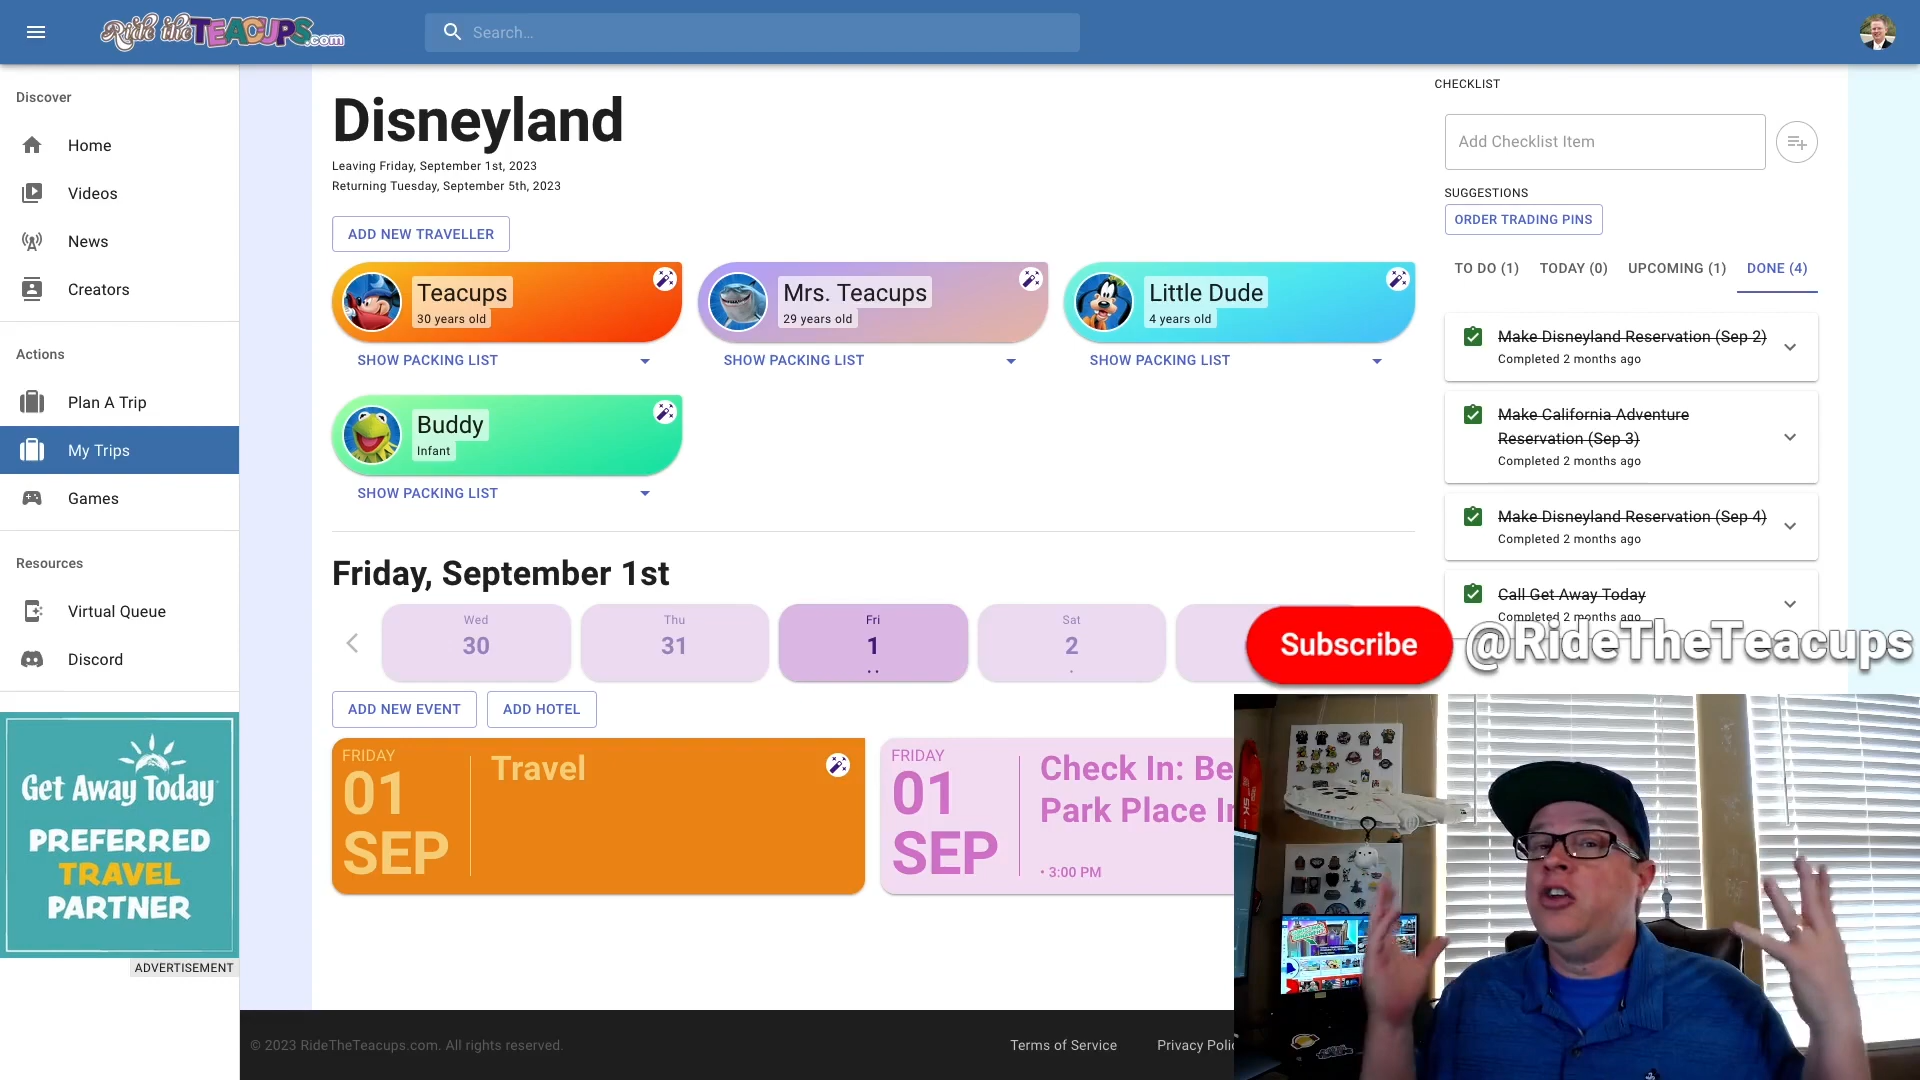 Ride the TEACUPS.com
Search...
Discover
Home
Videos
News
Creators
Actions
Plan A Trip
My Trips
Games
Resources
Virtual Queue
Discord
Get Away Today
PREFERRED
TRAVEL
PARTNER
ADVERTISEMENT
Disneyland
Leaving Friday, September 1st, 2023
Returning Tuesday, September 5th, 2023
ADD NEW TRAVELLER
Teacups
30 years old
SHOW PACKING LIST
Mrs. Teacups
29 years old
SHOW PACKING LIST
Little Dude
4 years old
SHOW PACKING LIST
Buddy
Infant
SHOW PACKING LIST
Friday, September 1st
Wed
30
Thu
31
Fri
1
Sat
2
ADD NEW EVENT
ADD HOTEL
FRIDAY
01
SEP
Travel
FRIDAY
01
SEP
Check In: Be
Park Place
• 3:00 PM
CHECKLIST
Add Checklist Item
SUGGESTIONS
ORDER TRADING PINS
TO DO (1)
TODAY (0)
UPCOMING (1)
DONE (4)
Make Disneyland Reservation (Sep 2)
Completed 2 months ago
Make California Adventure
Reservation (Sep 3)
Completed 2 months ago
Make Disneyland Reservation (Sep 4)
Completed 2 months ago
Call Get Away Today
Completed 2 months ago
Subscribe
@RideTheTeacups
© 2023 RideTheTeacups.com. All rights reserved.
Terms of Service
Privacy